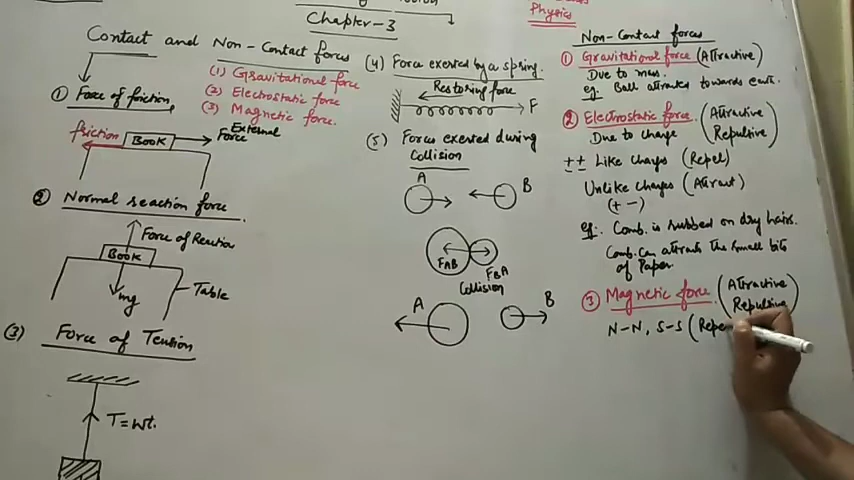 Chapter-3
Physics
Contact and Non-Contact forces
(1) Gravitational force
(2) Electrostatic force
(3) Magnetic force.
① Force of friction,
friction
Book
External
Force
② Normal reaction force
Force of Reaction
Book
mg
Table
(3) Force of Tension
T=wt.
(4) Force exerted by a spring.
Restoring force
F
(5) Forces exerted during
Collision
A
B
FAB
FBA
Collision
A
B
Non-Contact forces
① Gravitational force (Attractive)
Due to mass.
eg: Ball attracts towards earth.
② Electrostatic force. (Attractive
Repulsive)
Due to charge
++ Like charges (Repel)
-- 
Unlike charges (Attract)
(+ -)
eg:. Comb. is rubbed on dry hairs.
Comb. Can attracts the small bits
of Paper.
③ Magnetic force. (Attractive
Repulsive)
N-N, S-S (Repe